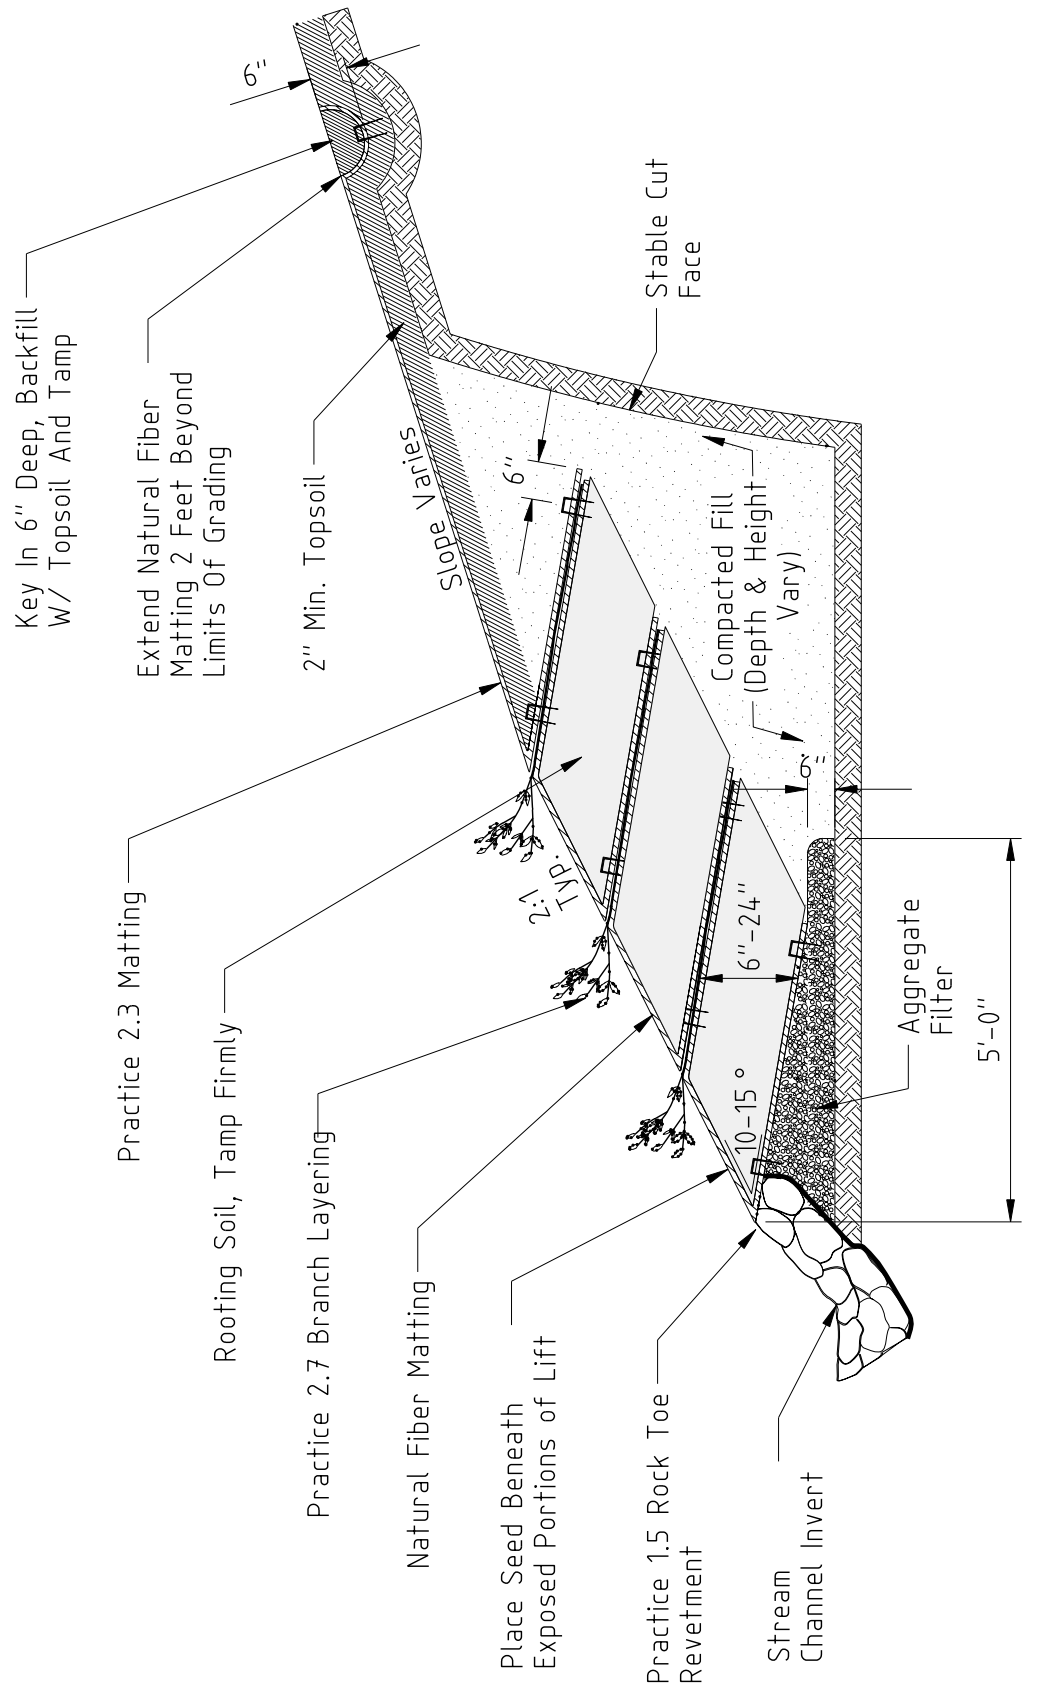 Key In 6" Deep, Backfill
W/ Topsoil And Tamp
Extend Natural Fiber
Matting 2 Feet Beyond
Limits Of Grading
2" Min. Topsoil
Practice 2.3 Matting
Rooting Soil, Tamp Firmly
Practice 2.7 Branch Layering
Natural Fiber Matting
Place Seed Beneath
Exposed Portions of Lift
Practice 1.5 Rock Toe
Revetment
Stream
Channel Invert
6"
Slope Varies
6"
Stable Cut
Face
Compacted Fill
(Depth & Height
Vary)
2:1
Typ.
6"
6"-24"
10-15°
Aggregate
Filter
5'-0"